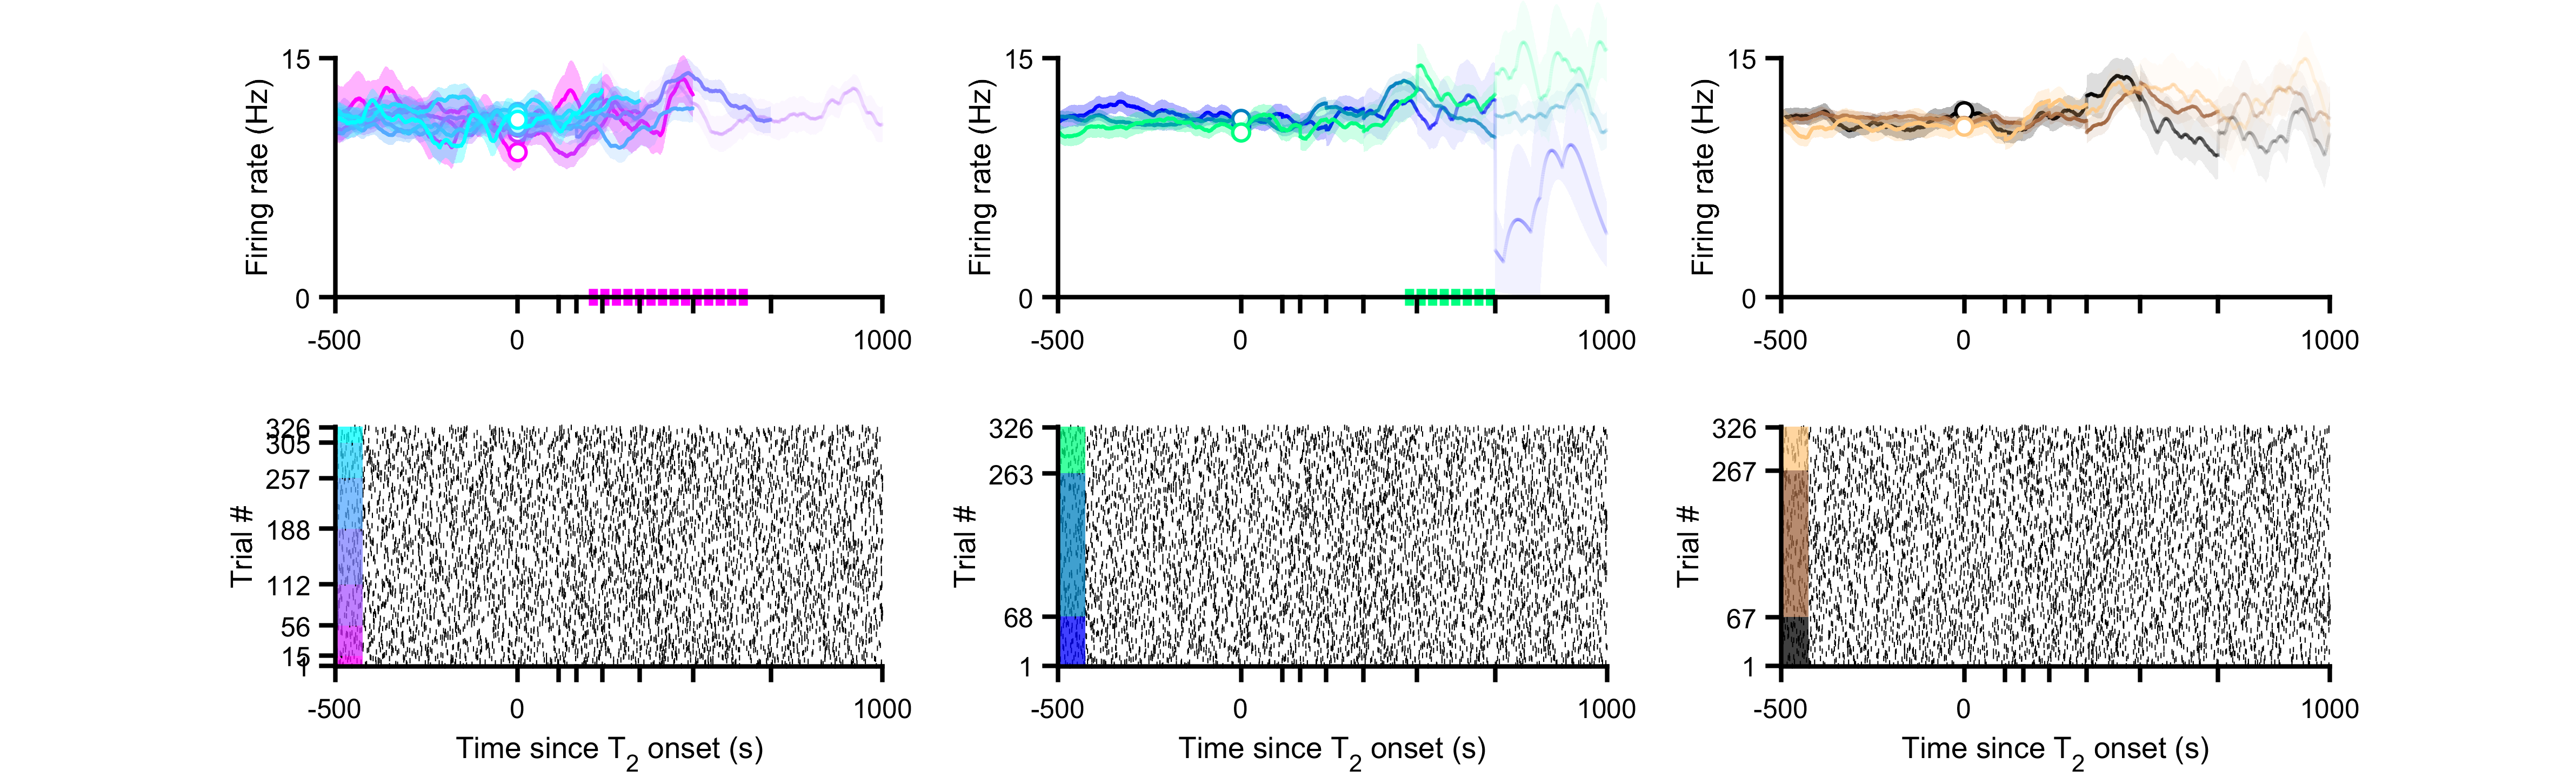 15
Firing rate (Hz)
0
-500 0 1000
15
Firing rate (Hz)
0
-500 0 1000
15
Firing rate (Hz)
0
-500 0 1000
326
305
257
188
112
56
15
1
Trial #
-500 0 1000
Time since T2 onset (s)
326
263
68
1
Trial #
-500 0 1000
Time since T2 onset (s)
326
267
67
1
Trial #
-500 0 1000
Time since T2 onset (s)